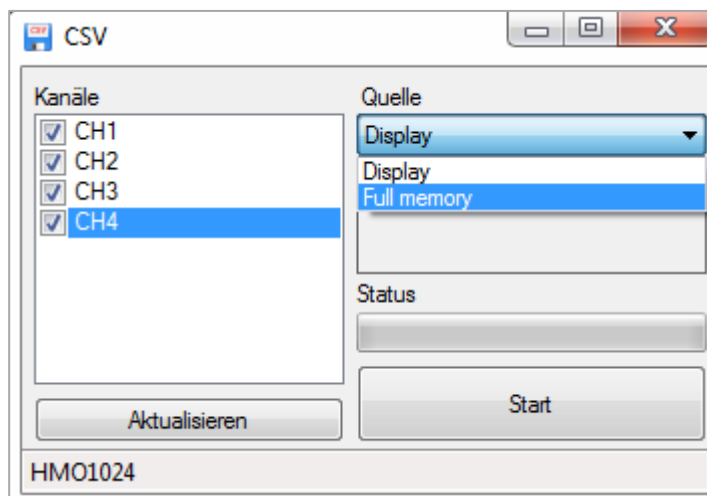 CSV
Kanäle
CH1
CH2
CH3
CH4
Aktualisieren
Quelle
Display
Display
Full memory
Status
Start
HMO1024